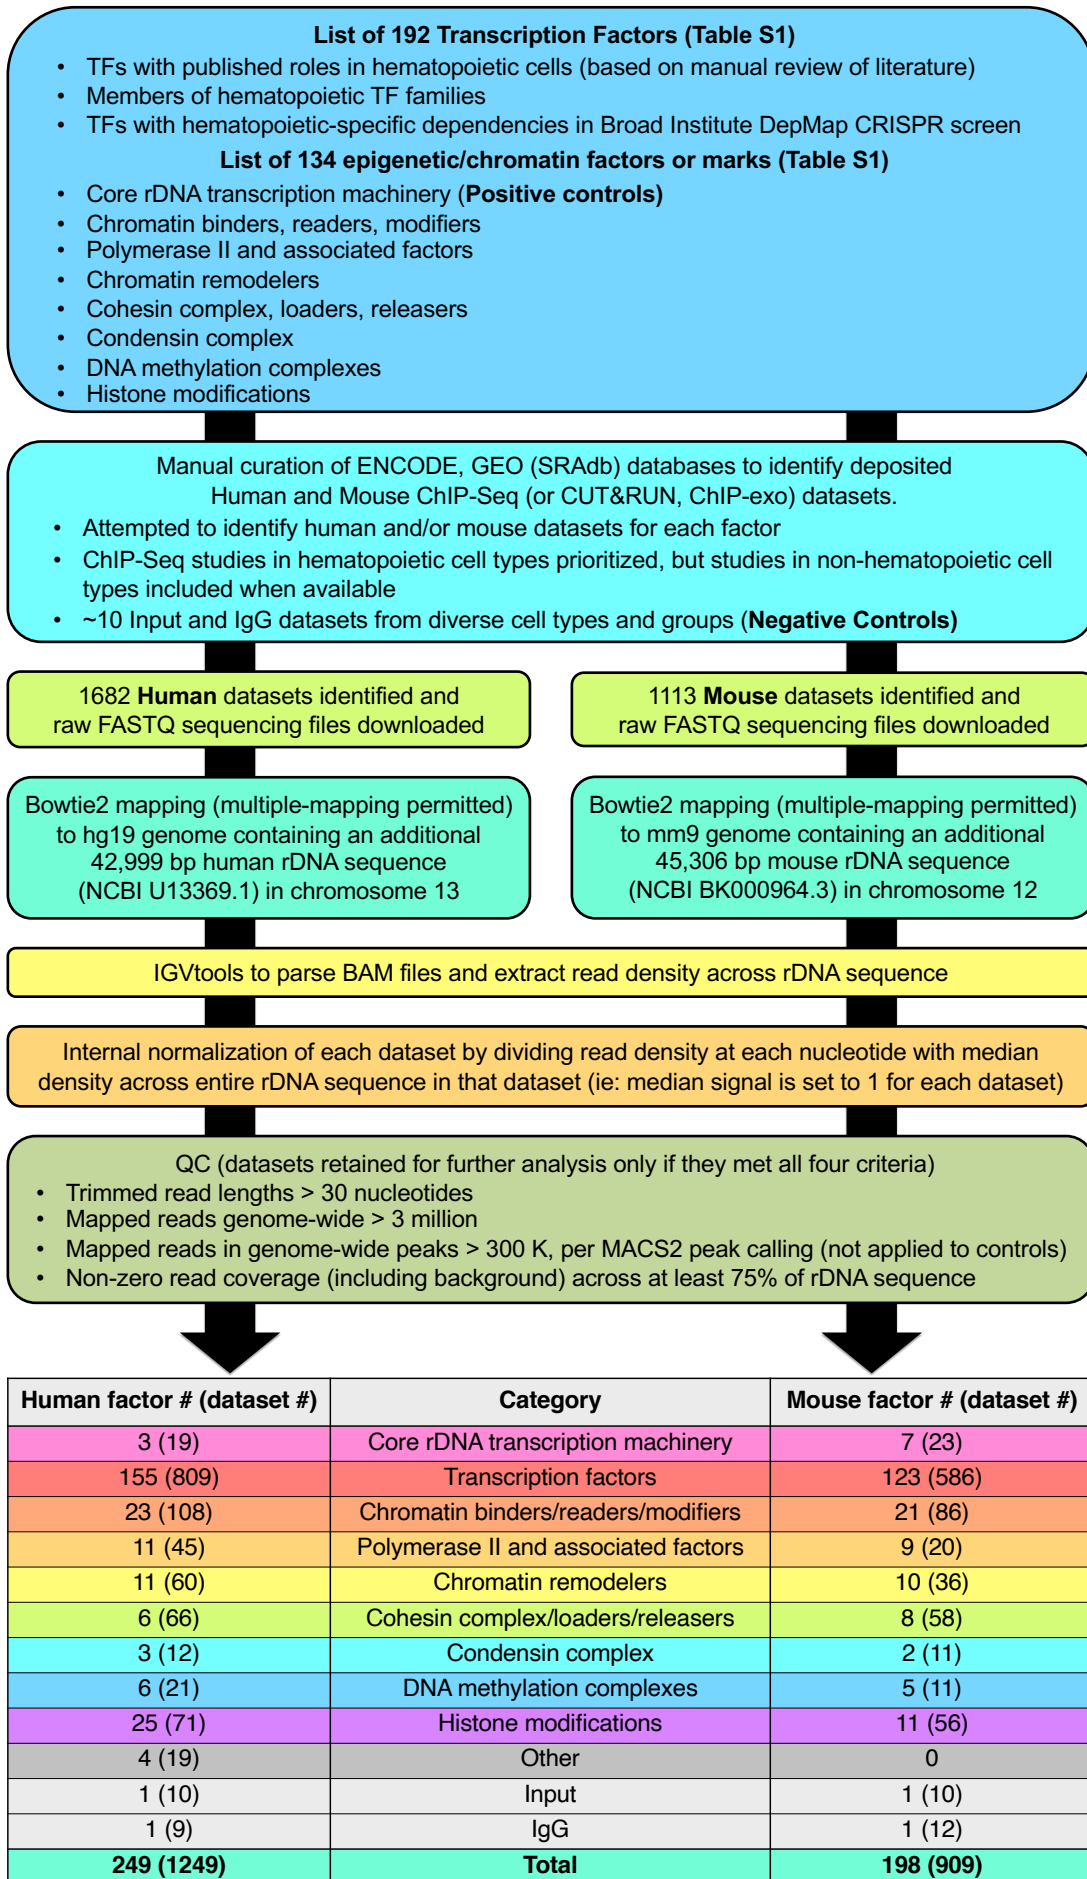 List of 192 Transcription Factors (Table S1)
• TFs with published roles in hematopoietic cells (based on manual review of literature)
• Members of hematopoietic TF families
• TFs with hematopoietic-specific dependencies in Broad Institute DepMap CRISPR screen
List of 134 epigenetic/chromatin factors or marks (Table S1)
• Core rDNA transcription machinery (Positive controls)
• Chromatin binders, readers, modifiers
• Polymerase II and associated factors
• Chromatin remodelers
• Cohesin complex, loaders, releasers
• Condensin complex
• DNA methylation complexes
• Histone modifications
Manual curation of ENCODE, GEO (SRAdb) databases to identify deposited
Human and Mouse ChIP-Seq (or CUT&RUN, ChIP-exo) datasets.
• Attempted to identify human and/or mouse datasets for each factor
• ChIP-Seq studies in hematopoietic cell types prioritized, but studies in non-hematopoietic cell
types included when available
• ~10 Input and IgG datasets from diverse cell types and groups (Negative Controls)
1682 Human datasets identified and
raw FASTQ sequencing files downloaded
1113 Mouse datasets identified and
raw FASTQ sequencing files downloaded
Bowtie2 mapping (multiple-mapping permitted)
to hg19 genome containing an additional
42,999 bp human rDNA sequence
(NCBI U13369.1) in chromosome 13
Bowtie2 mapping (multiple-mapping permitted)
to mm9 genome containing an additional
45,306 bp mouse rDNA sequence
(NCBI BK000964.3) in chromosome 12
IGVtools to parse BAM files and extract read density across rDNA sequence
Internal normalization of each dataset by dividing read density at each nucleotide with median
density across entire rDNA sequence in that dataset (ie: median signal is set to 1 for each dataset)
QC (datasets retained for further analysis only if they met all four criteria)
• Trimmed read lengths > 30 nucleotides
• Mapped reads genome-wide > 3 million
• Mapped reads in genome-wide peaks > 300 K, per MACS2 peak calling (not applied to controls)
• Non-zero read coverage (including background) across at least 75% of rDNA sequence
Human factor # (dataset #) Category Mouse factor # (dataset #)
3 (19) Core rDNA transcription machinery 7 (23)
155 (809) Transcription factors 123 (586)
23 (108) Chromatin binders/readers/modifiers 21 (86)
11 (45) Polymerase II and associated factors 9 (20)
11 (60) Chromatin remodelers 10 (36)
6 (66) Cohesin complex/loaders/releasers 8 (58)
3 (12) Condensin complex 2 (11)
6 (21) DNA methylation complexes 5 (11)
25 (71) Histone modifications 11 (56)
4 (19) Other 0
1 (10) Input 1 (10)
1 (9) IgG 1 (12)
249 (1249) Total 198 (909)